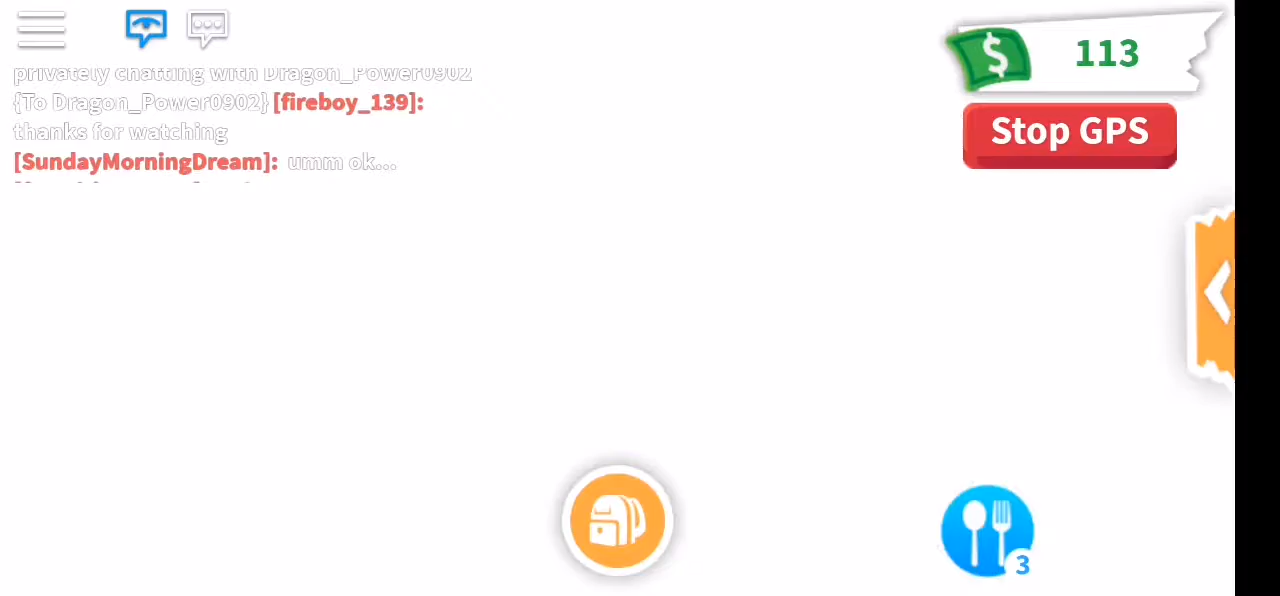 privately chatting with Dragon_Power0902
{To Dragon_Power0902} [fireboy_139]:
thanks for watching
[SundayMorningDream]: umm ok...
$ 113
Stop GPS
3